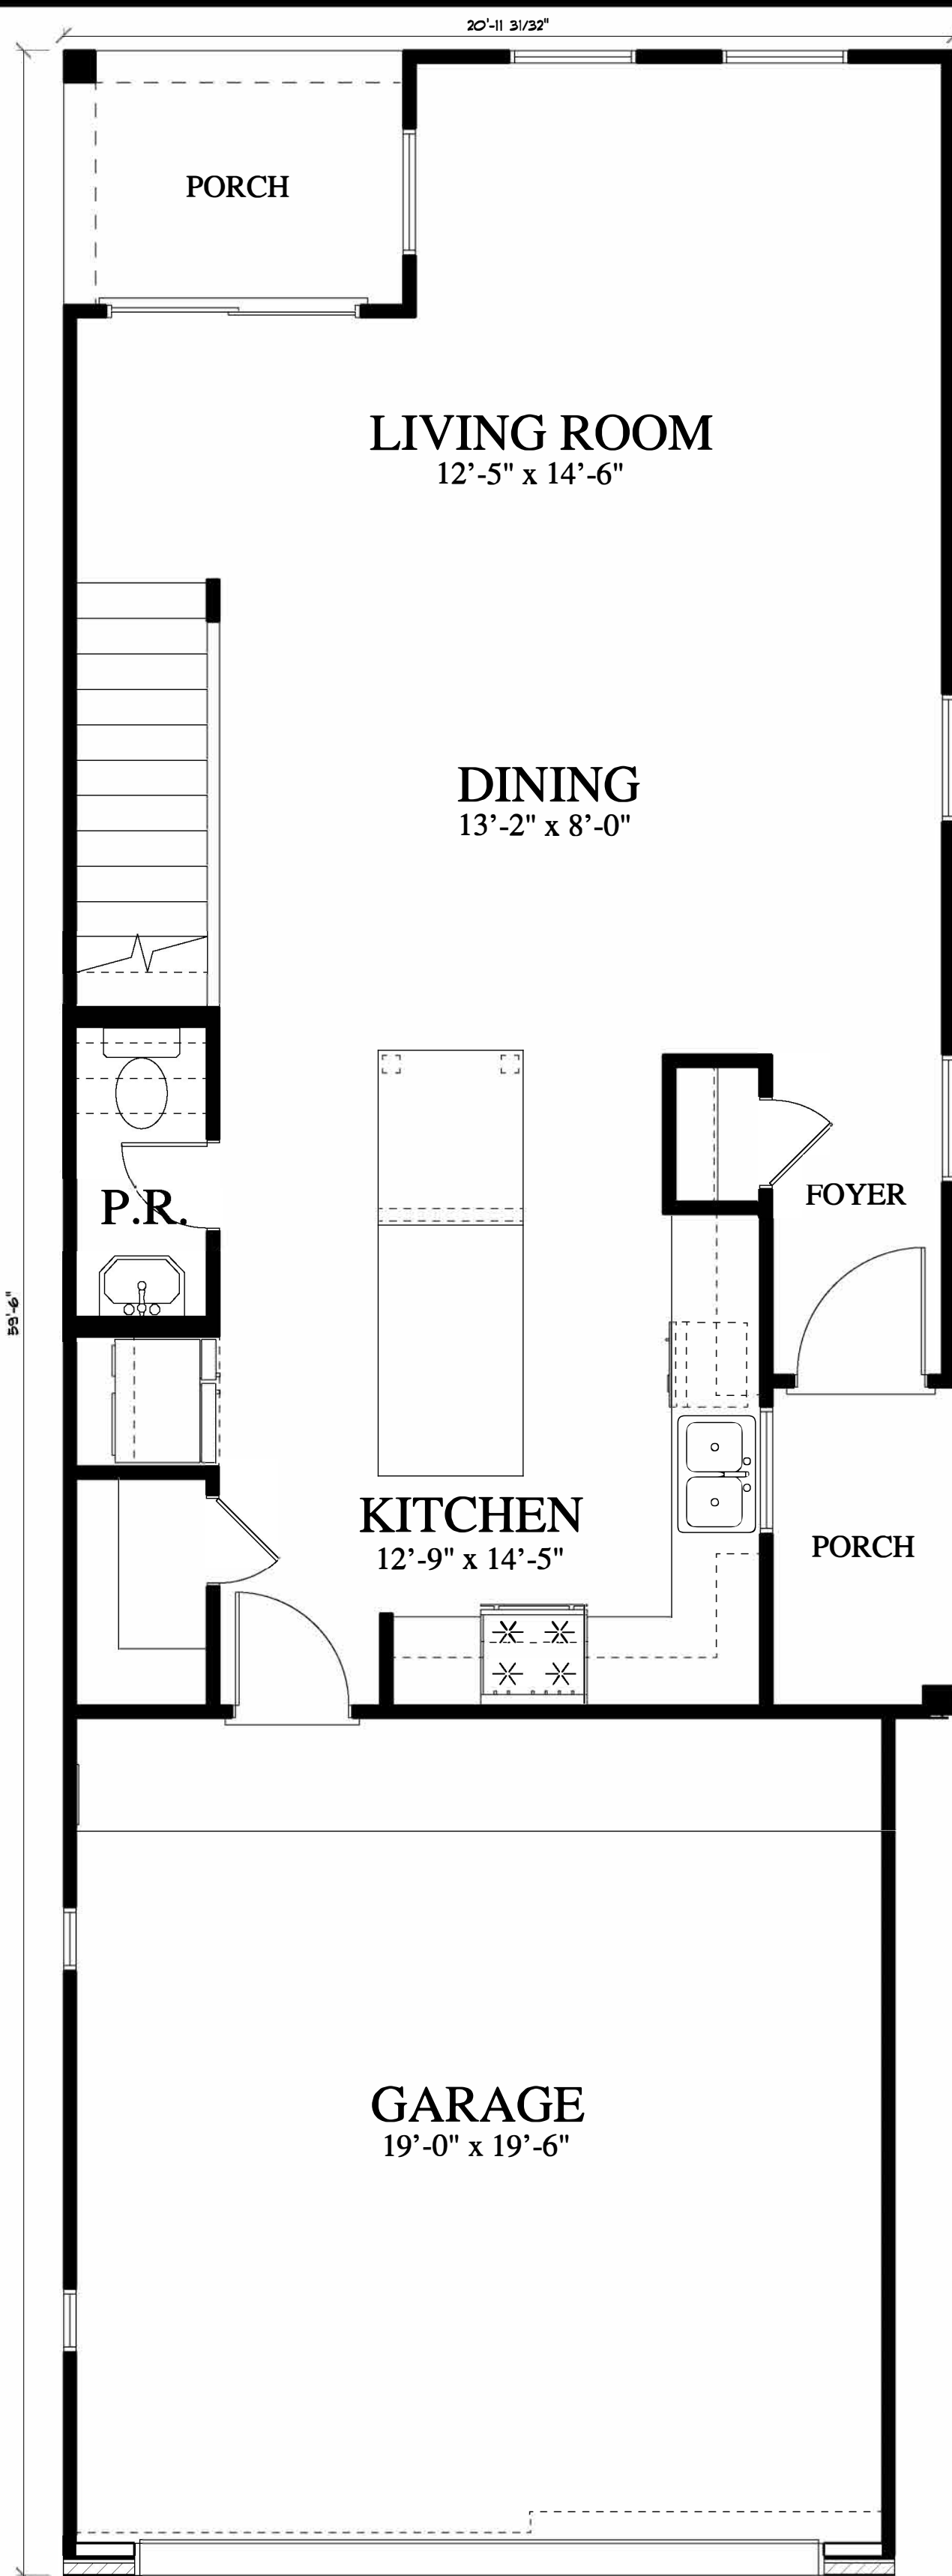 20'-11 31/32"
PORCH
LIVING ROOM
12'-5" x 14'-6"
DINING
13'-2" x 8'-0"
FOYER
P.R.
59'-6"
KITCHEN
12'-9" x 14'-5"
PORCH
GARAGE
19'-0" x 19'-6"